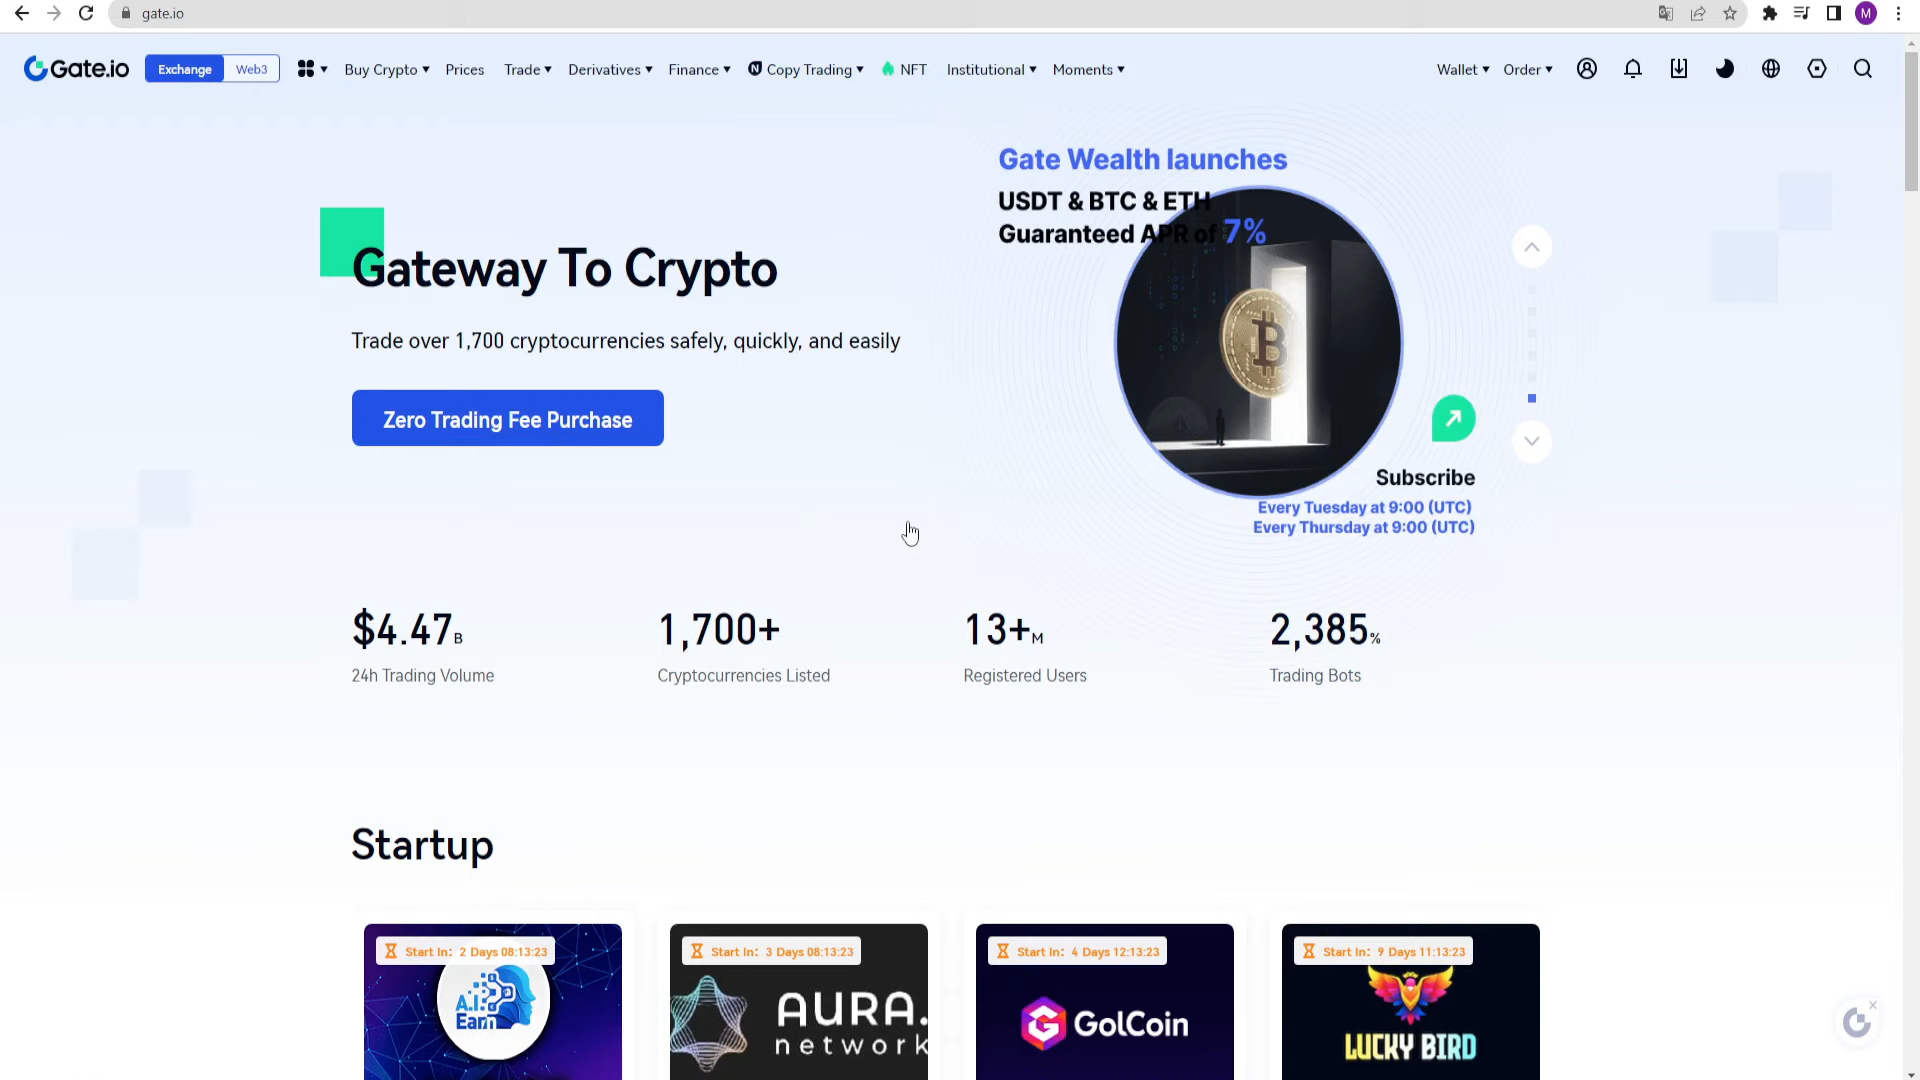 gate.io
M
Gate.io
Exchange
Web3
Buy Crypto
Prices
Trade
Derivatives
Finance
Copy Trading
NFT
Institutional
Moments
Wallet
Order
Gate Wealth launches
USDT & BTC & ETH
Guaranteed APR of 7%
Gateway To Crypto
Trade over 1,700 cryptocurrencies safely, quickly, and easily
Zero Trading Fee Purchase
Subscribe
Every Tuesday at 9:00 (UTC)
Every Thursday at 9:00 (UTC)
$4.47 B
1,700+
13+ M
2,385 %
24h Trading Volume
Cryptocurrencies Listed
Registered Users
Trading Bots
Startup
Start In: 2 Days 08:13:23
Start In: 3 Days 08:13:23
Start In: 4 Days 12:13:23
Start In: 9 Days 11:13:23
A.I.
Earn
AURA.
network
GolCoin
LUCKY BIRD